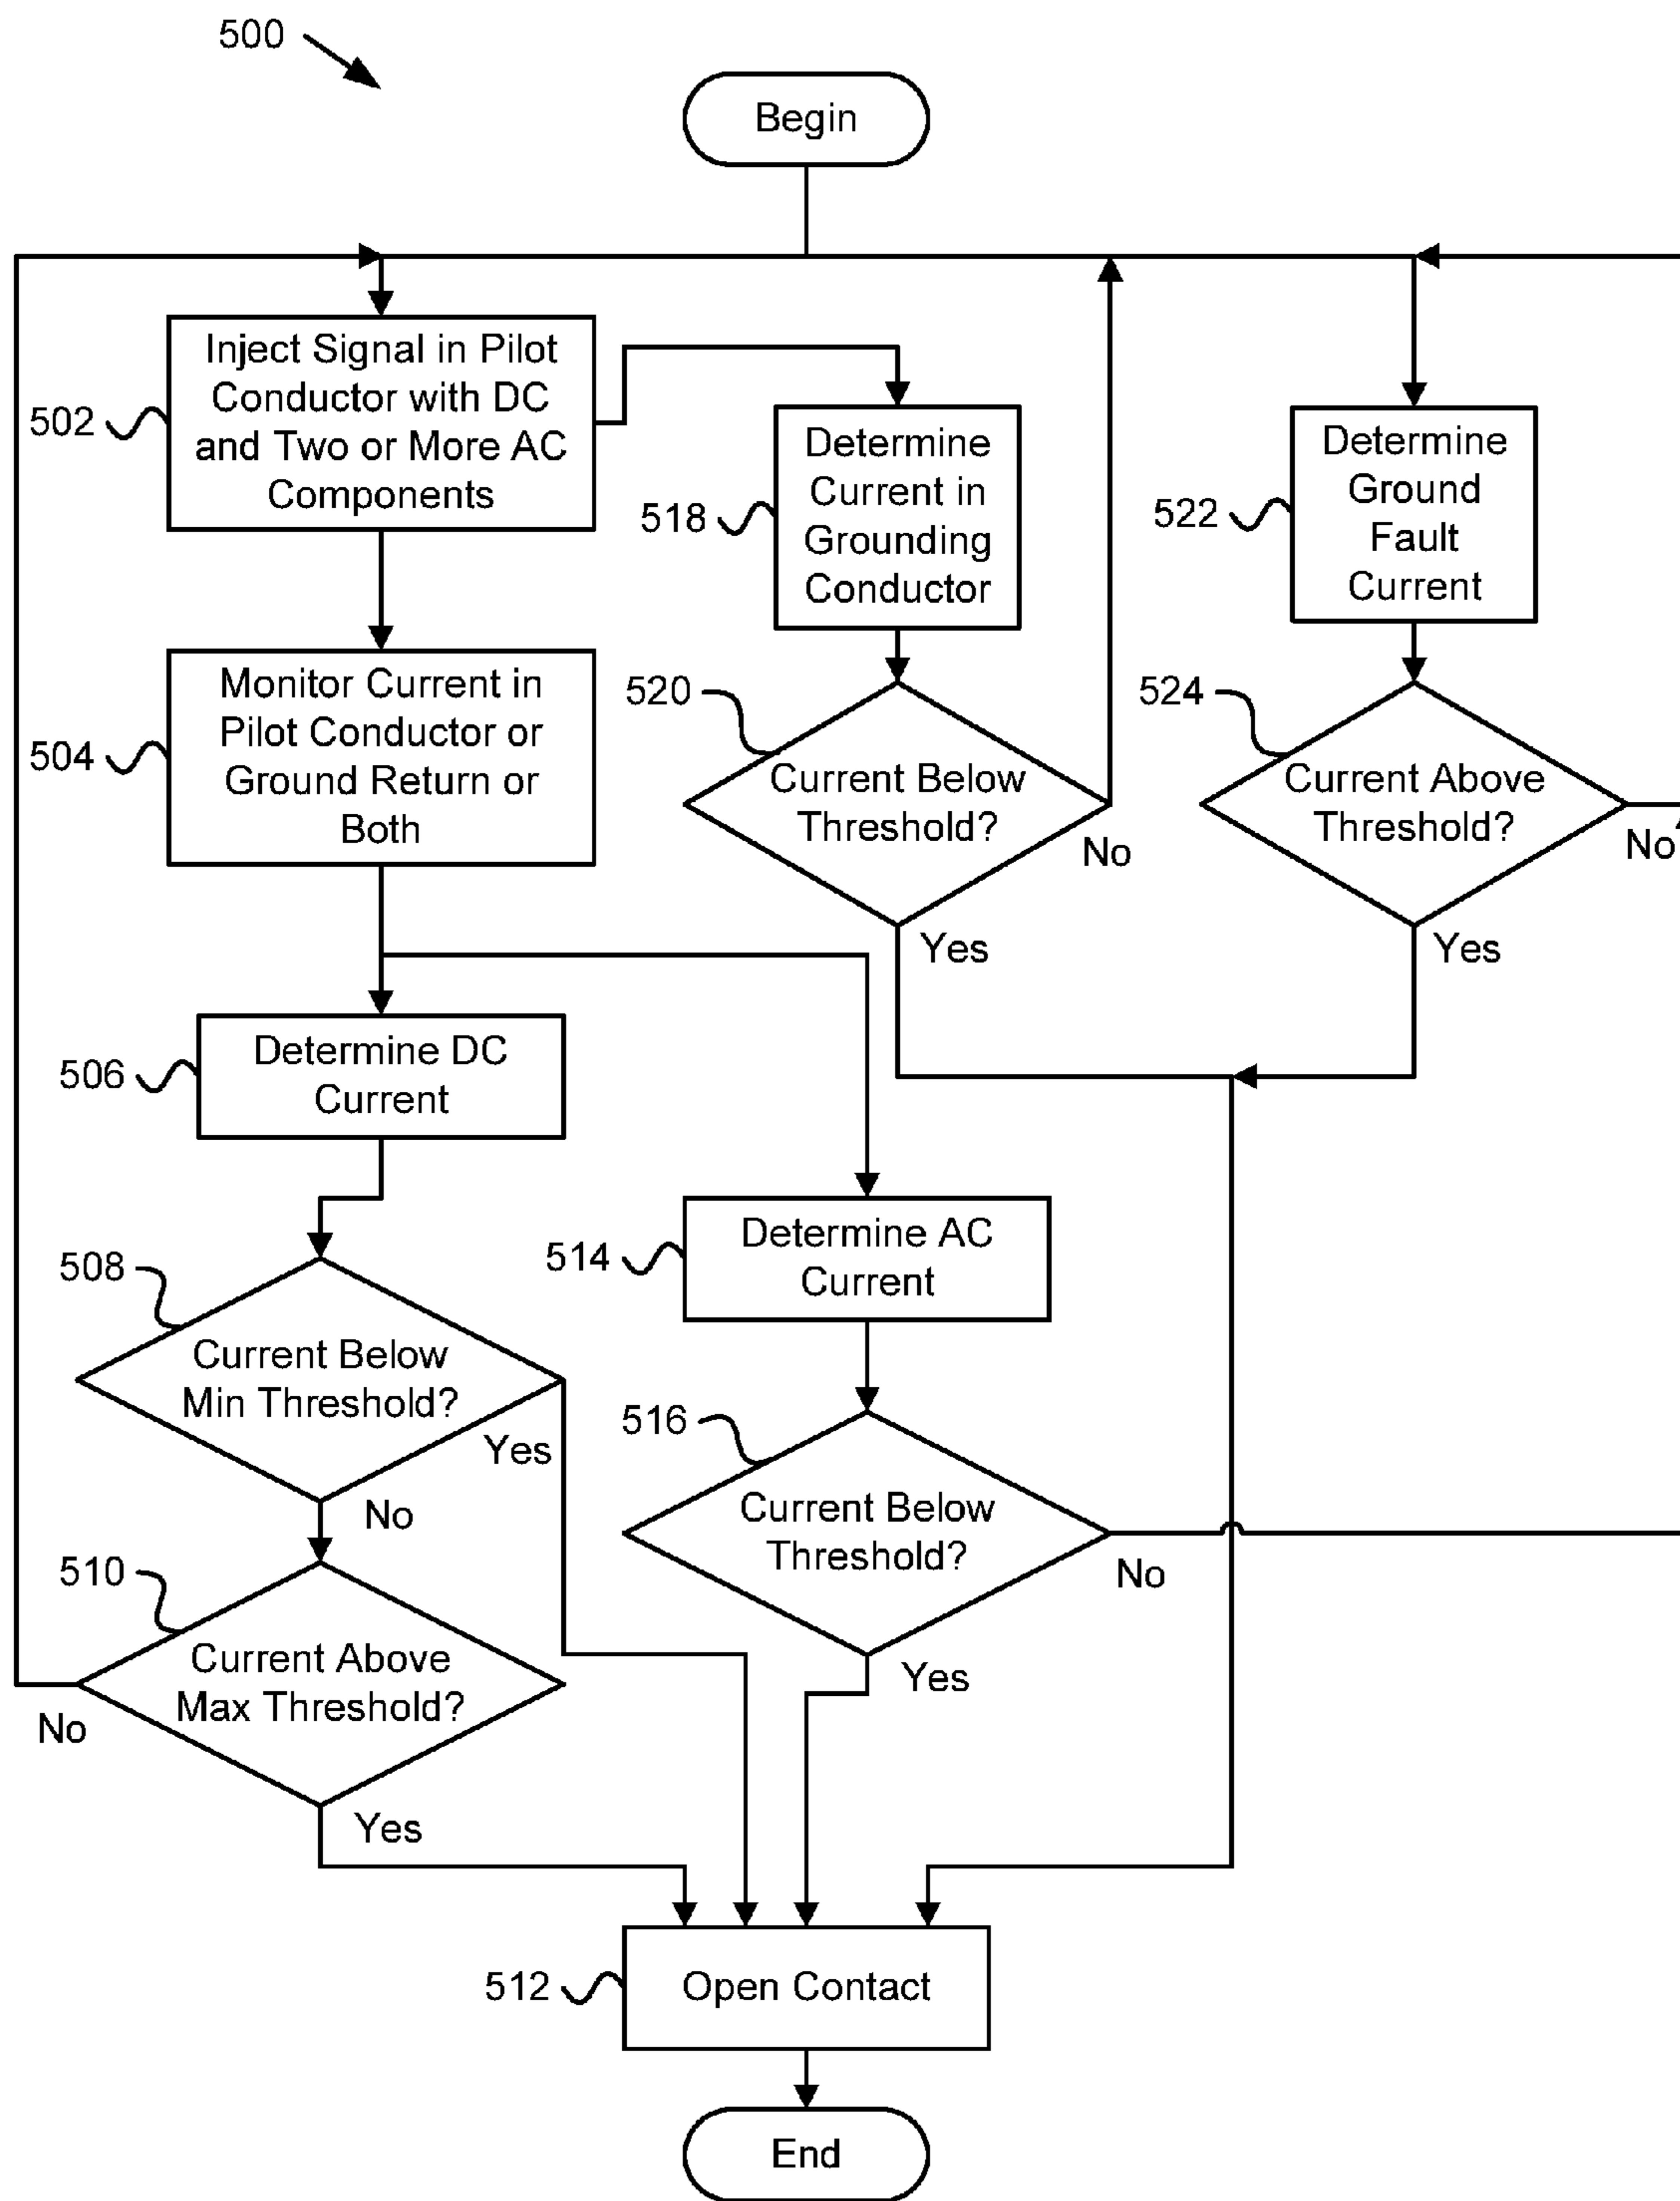 500
Begin
502
Inject Signal in Pilot
Conductor with DC
and Two or More AC
Components
518
Determine
Current in
Grounding
Conductor
522
Determine
Ground
Fault
Current
504
Monitor Current in
Pilot Conductor or
Ground Return or
Both
520
Current Below
Threshold?
No
Yes
524
Current Above
Threshold?
No
Yes
506
Determine DC
Current
514
Determine AC
Current
508
Current Below
Min Threshold?
Yes
No
516
Current Below
Threshold?
No
Yes
510
Current Above
Max Threshold?
No
Yes
512
Open Contact
End